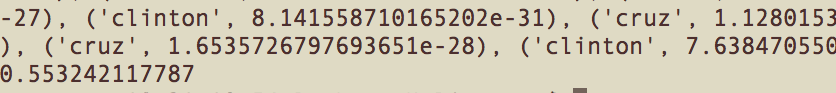 -27), ('clinton', 8.141558710165202e-31), ('cruz', 1.1280153
), ('cruz', 1.6535726797693651e-28), ('clinton', 7.638470550
0.553242117787